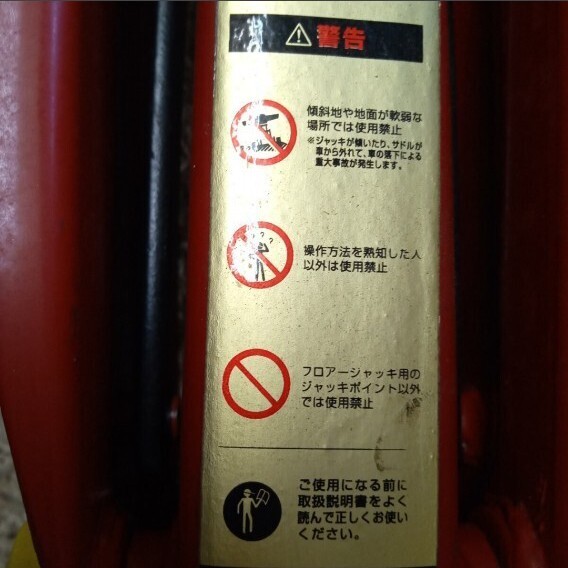 警告
傾斜地や地面が軟弱な
場所では使用禁止
※ジャッキが傾いたり、サドルが
車から外れて、車の落下による
重大事故が発生します。
操作方法を熟知した人
以外は使用禁止
フロアージャッキ用の
ジャッキポイント以外
では使用禁止
ご使用になる前に
取扱説明書をよく
読んで正しくお使い
ください。